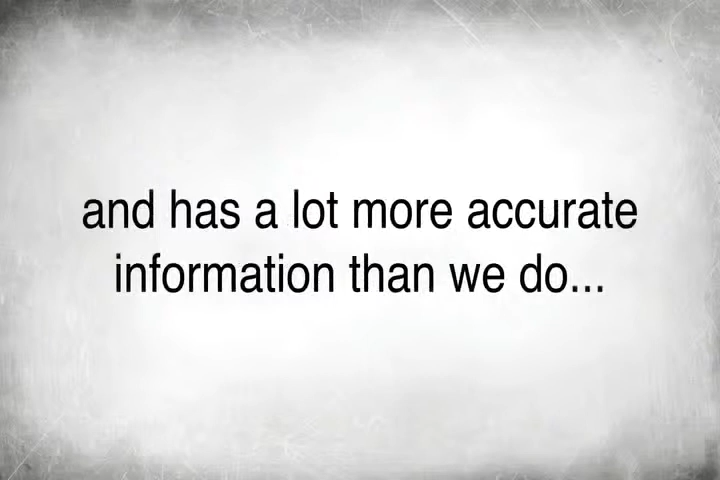 and has a lot more accurate
information than we do...